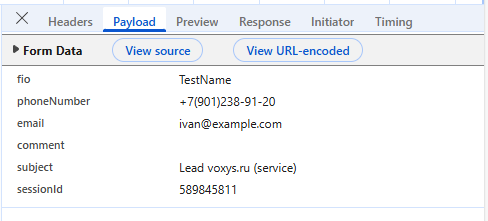 Headers Payload Preview Response Initiator Timing
Form Data View source View URL-encoded
fio TestName
phoneNumber +7(901)238-91-20
email ivan@example.com
comment
subject Lead voxys.ru (service)
sessionId 589845811